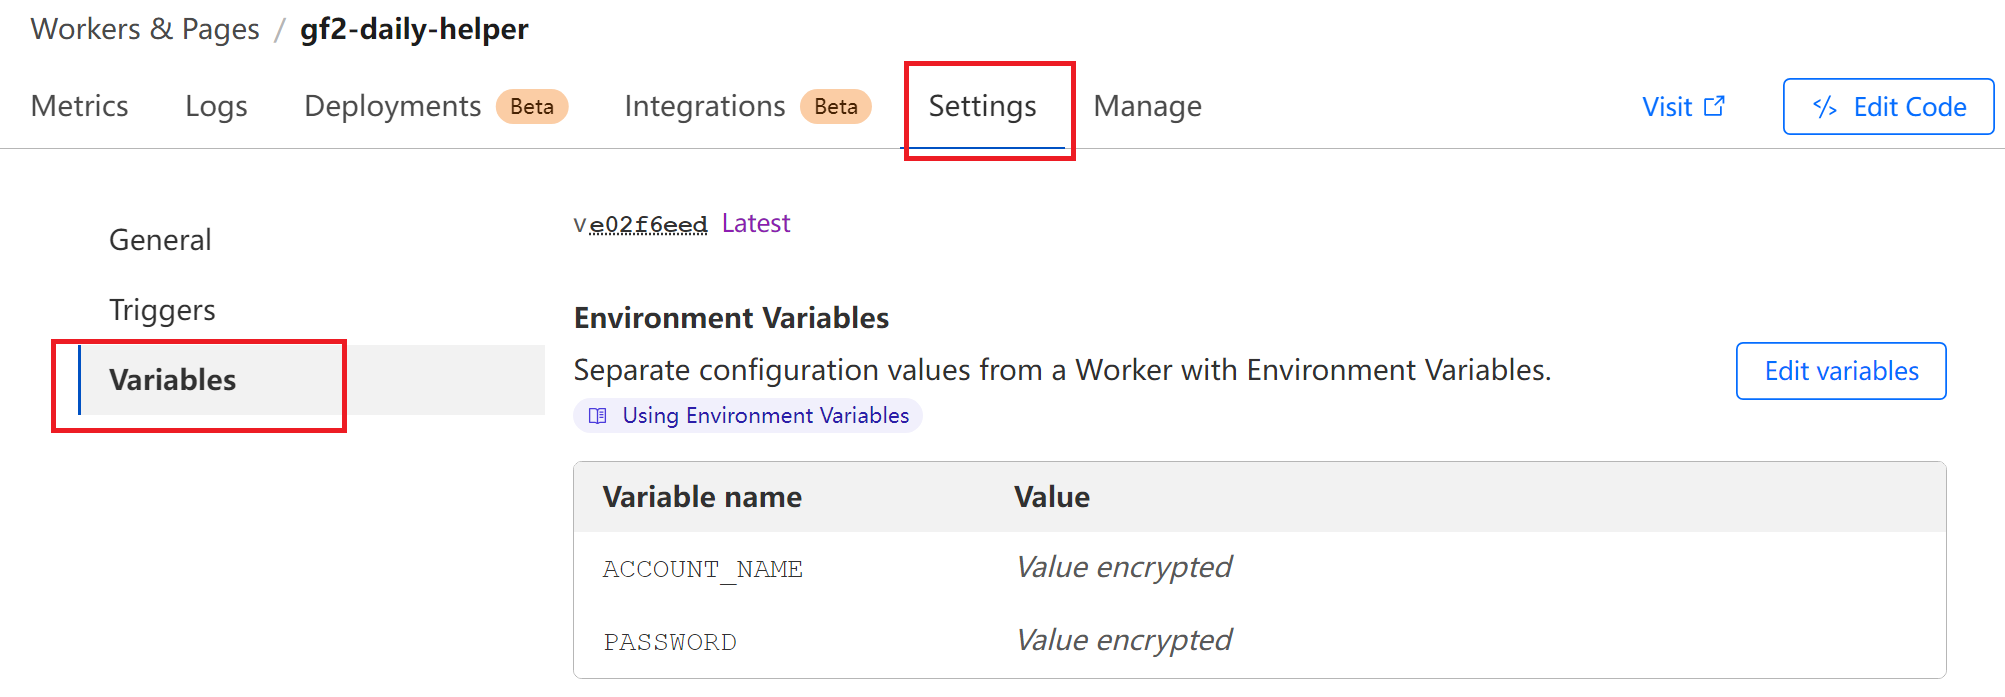 Workers & Pages / gf2-daily-helper
Metrics Logs Deployments Beta Integrations Beta Settings Manage Visit </> Edit Code
General
Triggers
Variables
ve02f6eed Latest
Environment Variables
Separate configuration values from a Worker with Environment Variables.
Edit variables
Using Environment Variables
Variable name Value
ACCOUNT_NAME Value encrypted
PASSWORD Value encrypted